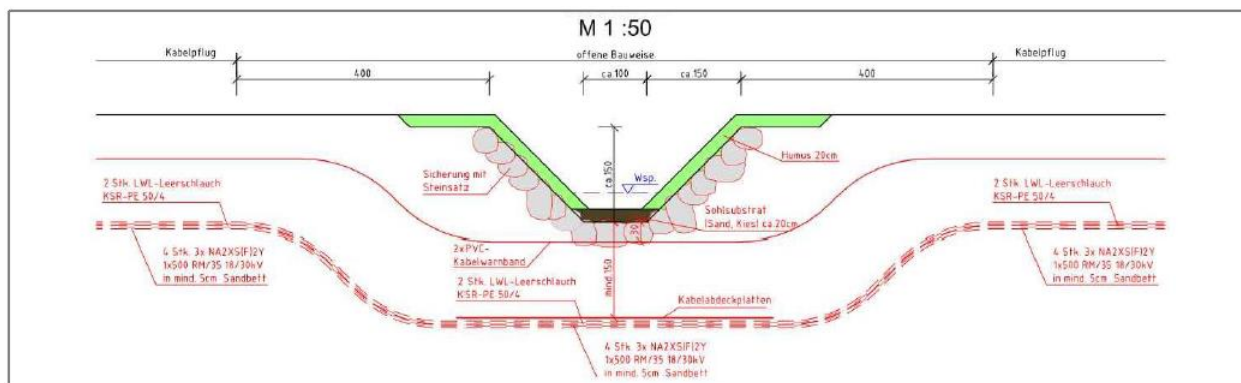 M 1 :50
Kabelpflug
offene Bauweise
Kabelpflug
400
ca.100
ca.150
400
Humus 20cm
Sicherung mit
Steinsatz
ca.150
Wsp.
2 Stk. LWL-Leerschlauch
KSR-PE 50/4
2 Stk. LWL-Leerschlauch
KSR-PE 50/4
Sohlsubstrat
(Sand, Kies) ca 20cm
30
2xPVC-
Kabelwarnband
4 Stk. 3x NA2XS(F)2Y
1x500 RM/35 18/30kV
in mind. 5cm Sandbett
mind.150
2 Stk. LWL-Leerschlauch
KSR-PE 50/4
Kabelabdeckplatten
4 Stk. 3x NA2XS(F)2Y
1x500 RM/35 18/30kV
in mind. 5cm Sandbett
4 Stk. 3x NA2XS(F)2Y
1x500 RM/35 18/30kV
in mind. 5cm Sandbett